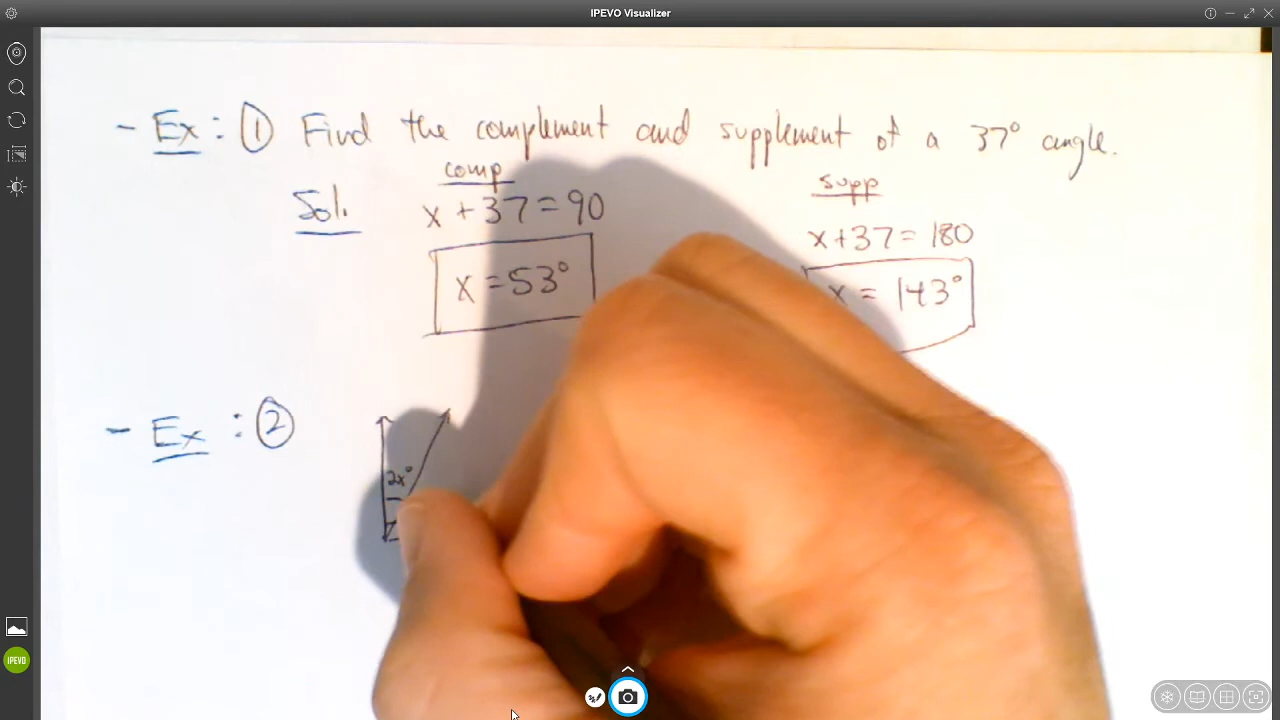 IPEVO Visualizer
- Ex : ① Find the complement and supplement of a 37° angle.
comp
supp
Sol.
x + 37 = 90
x + 37 = 180
x = 53°
x = 143°
- Ex : ②
2x°
IPEVO